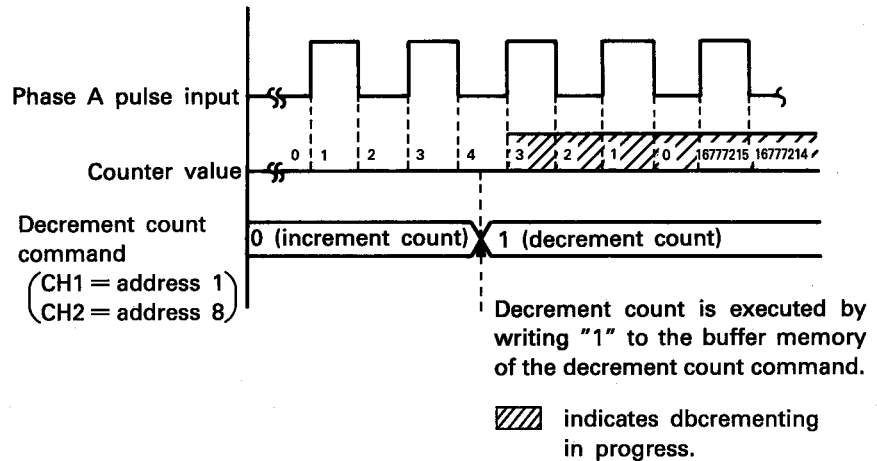 Phase A pulse input
0 1 2 3 4 3 2 1 0 16777215 16777214
Counter value
Decrement count
command
0 (increment count) 1 (decrement count)
(CH1 = address 1)
(CH2 = address 8)
Decrement count is executed by
writing "1" to the buffer memory
of the decrement count command.
indicates dbcrementing
in progress.